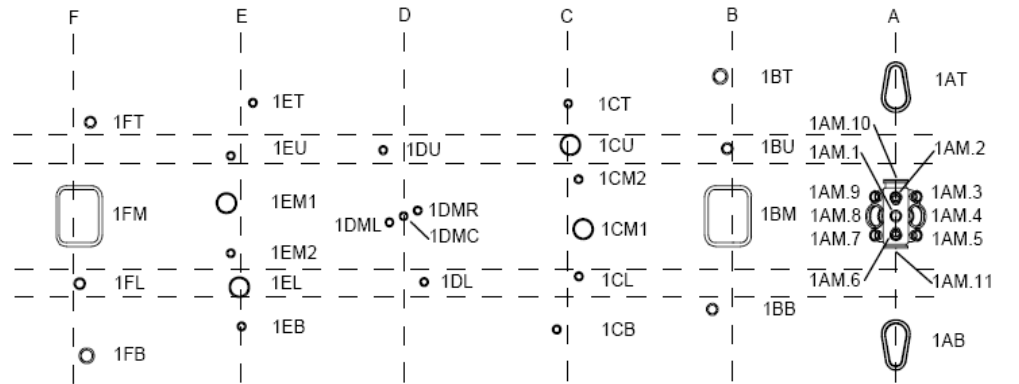 F E D C B A
1BT
1AT
1ET
1CT
1FT
1AM.10
1EU
1DU
1CU
1BU
1AM.1
1AM.2
1CM2
1FM
1EM1
1DMR
1DML
1DMC
1CM1
1BM
1AM.9
1AM.3
1AM.8
1AM.4
1AM.7
1AM.5
1EM2
1FL
1EL
1DL
1CL
1AM.6
1AM.11
1BB
1EB
1CB
1FB
1AB